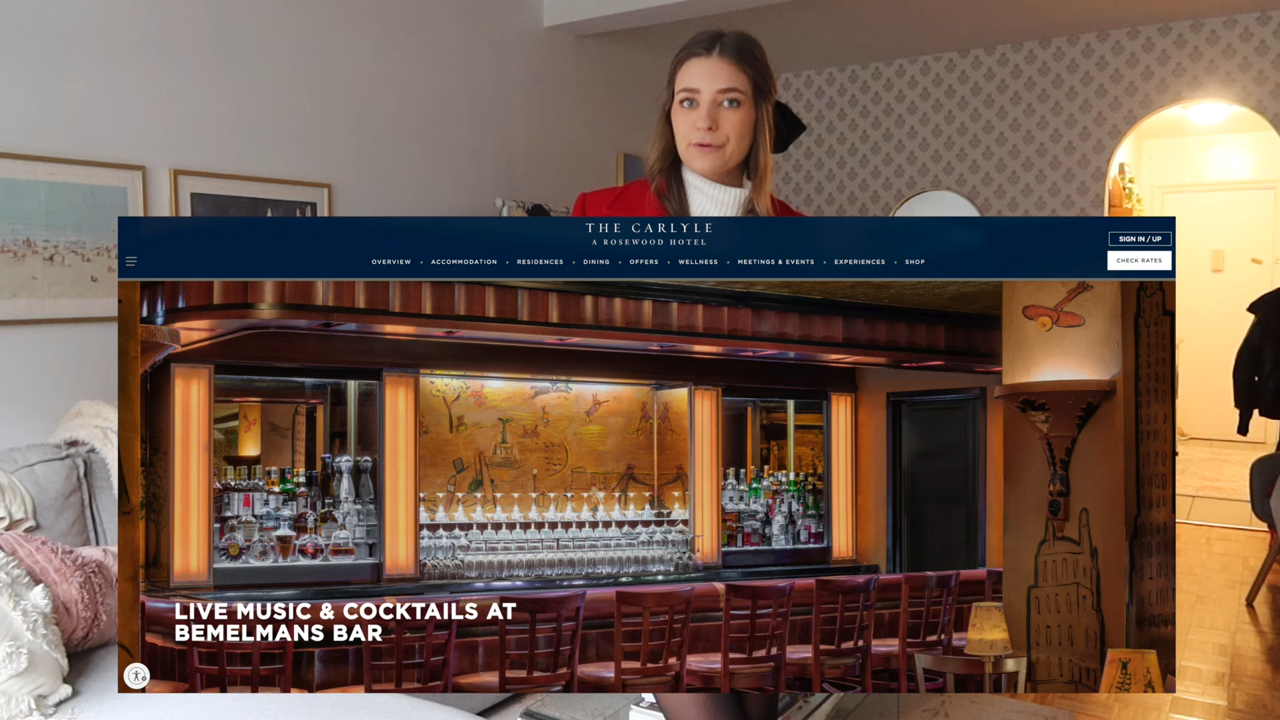 THE CARLYLE
A ROSEWOOD HOTEL
SIGN IN / UP
OVERVIEW • ACCOMMODATION • RESIDENCES • DINING • OFFERS • WELLNESS • MEETINGS & EVENTS • EXPERIENCES • SHOP
CHECK RATES
LIVE MUSIC & COCKTAILS AT
BEMELMANS BAR